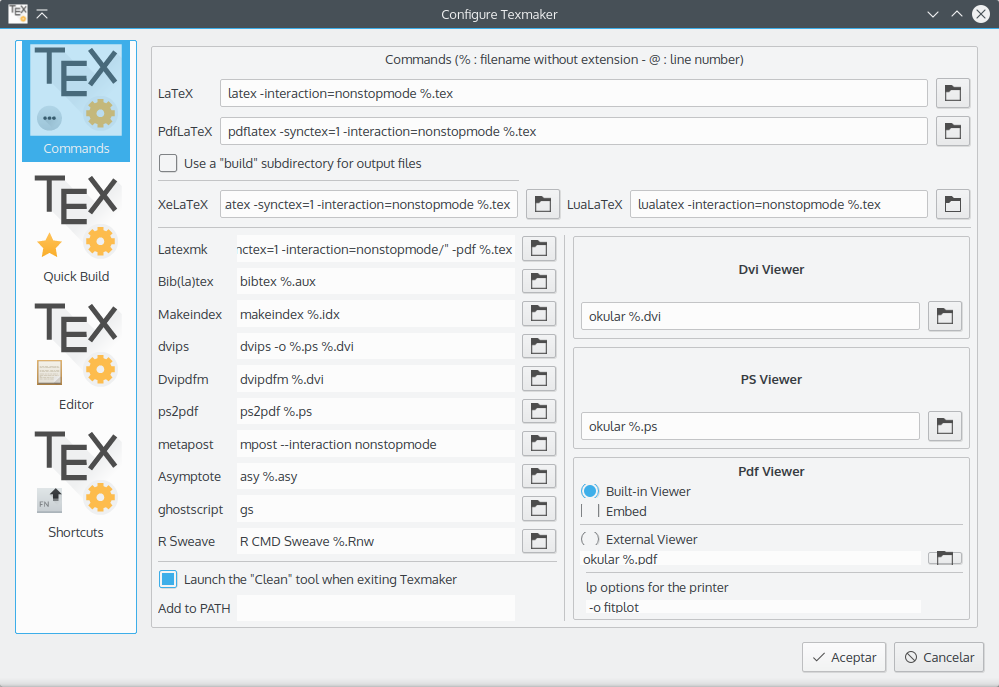 Configure Texmaker
TEX
Commands
TEX
Quick Build
TEX
Editor
TEX
FN
Shortcuts
Commands (% : filename without extension - @ : line number)
LaTeX latex -interaction=nonstopmode %.tex
PdfLaTeX pdflatex -synctex=1 -interaction=nonstopmode %.tex
Use a "build" subdirectory for output files
XeLaTeX atex -synctex=1 -interaction=nonstopmode %.tex LuaLaTeX lualatex -interaction=nonstopmode %.tex
Latexmk nctex=1 -interaction=nonstopmode/" -pdf %.tex
Bib(la)tex bibtex %.aux
Makeindex makeindex %.idx
dvips dvips -o %.ps %.dvi
Dvipdfm dvipdfm %.dvi
ps2pdf ps2pdf %.ps
metapost mpost --interaction nonstopmode
Asymptote asy %.asy
ghostscript gs
R Sweave R CMD Sweave %.Rnw
Launch the "Clean" tool when exiting Texmaker
Add to PATH
Dvi Viewer
okular %.dvi
PS Viewer
okular %.ps
Pdf Viewer
Built-in Viewer
Embed
External Viewer
okular %.pdf
lp options for the printer
-o fitplot
Aceptar Cancelar